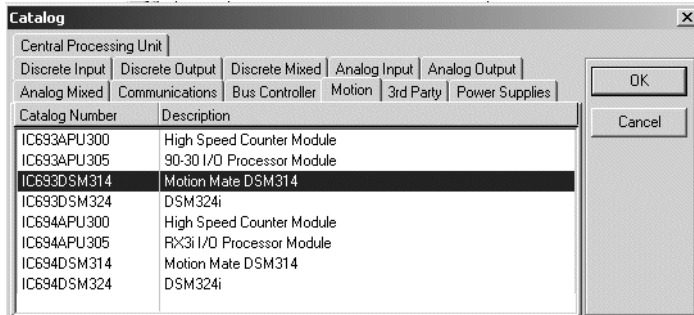 Catalog
Central Processing Unit
Discrete Input Discrete Output Discrete Mixed Analog Input Analog Output
Analog Mixed Communications Bus Controller Motion 3rd Party Power Supplies
OK
Cancel
Catalog Number Description
IC693APU300 High Speed Counter Module
IC693APU305 90-30 I/O Processor Module
IC693DSM314 Motion Mate DSM314
IC693DSM324 DSM324i
IC694APU300 High Speed Counter Module
IC694APU305 RX3i I/O Processor Module
IC694DSM314 Motion Mate DSM314
IC694DSM324 DSM324i